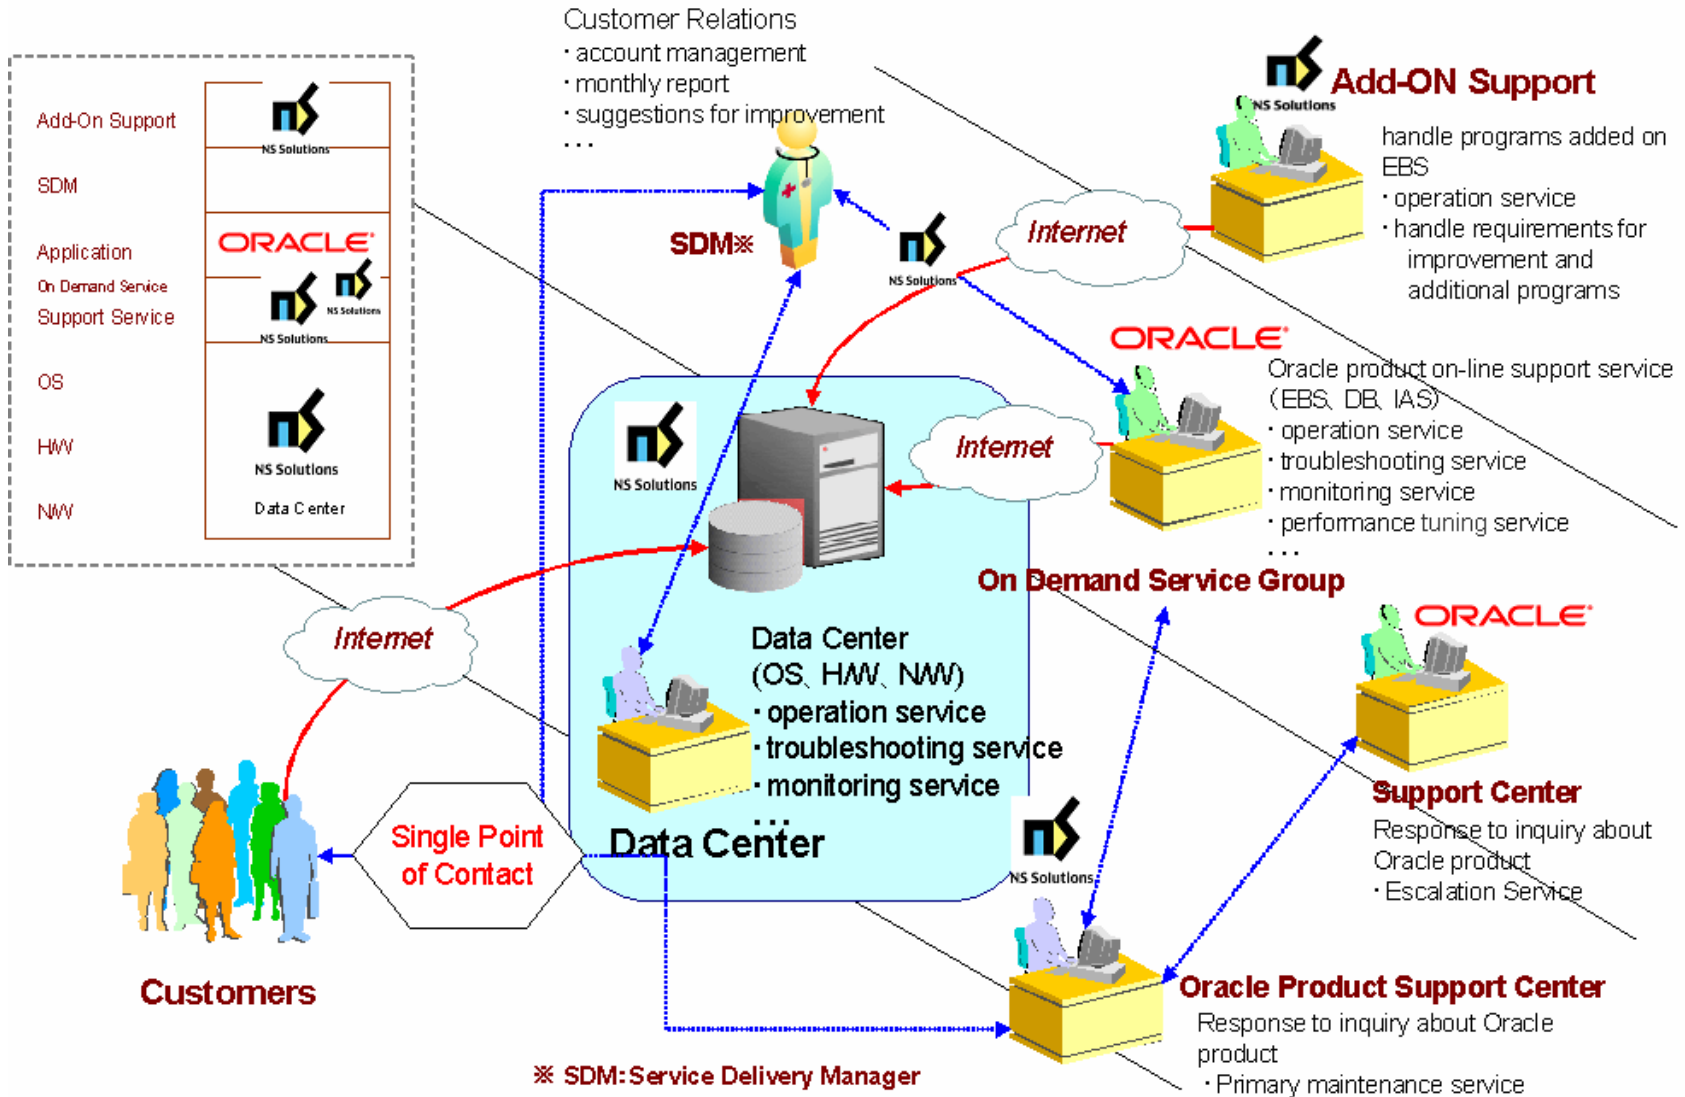 Customer Relations
・account management
・monthly report
・suggestions for improvement
・・・
Add-On Support
NS Solutions
SDM
Application
ORACLE
On Demand Service
Support Service
NS Solutions
NS Solutions
OS
H/W
NS Solutions
N/W
Data Center
SDM※
NS Solutions
Internet
NS Solutions
Add-ON Support
handle programs added on
EBS
・operation service
・handle requirements for
improvement and
additional programs
ORACLE
Oracle product on-line support service
(EBS、DB、IAS)
・operation service
・troubleshooting service
・monitoring service
・performance tuning service
・・・
On Demand Service Group
Internet
NS Solutions
Internet
Data Center
(OS、H/W、N/W)
・operation service
・troubleshooting service
・monitoring service
・・・
Data Center
ORACLE
Support Center
Response to inquiry about
Oracle product
・Escalation Service
Single Point
of Contact
Customers
NS Solutions
Oracle Product Support Center
Response to inquiry about Oracle
product
・Primary maintenance service
※ SDM:Service Delivery Manager